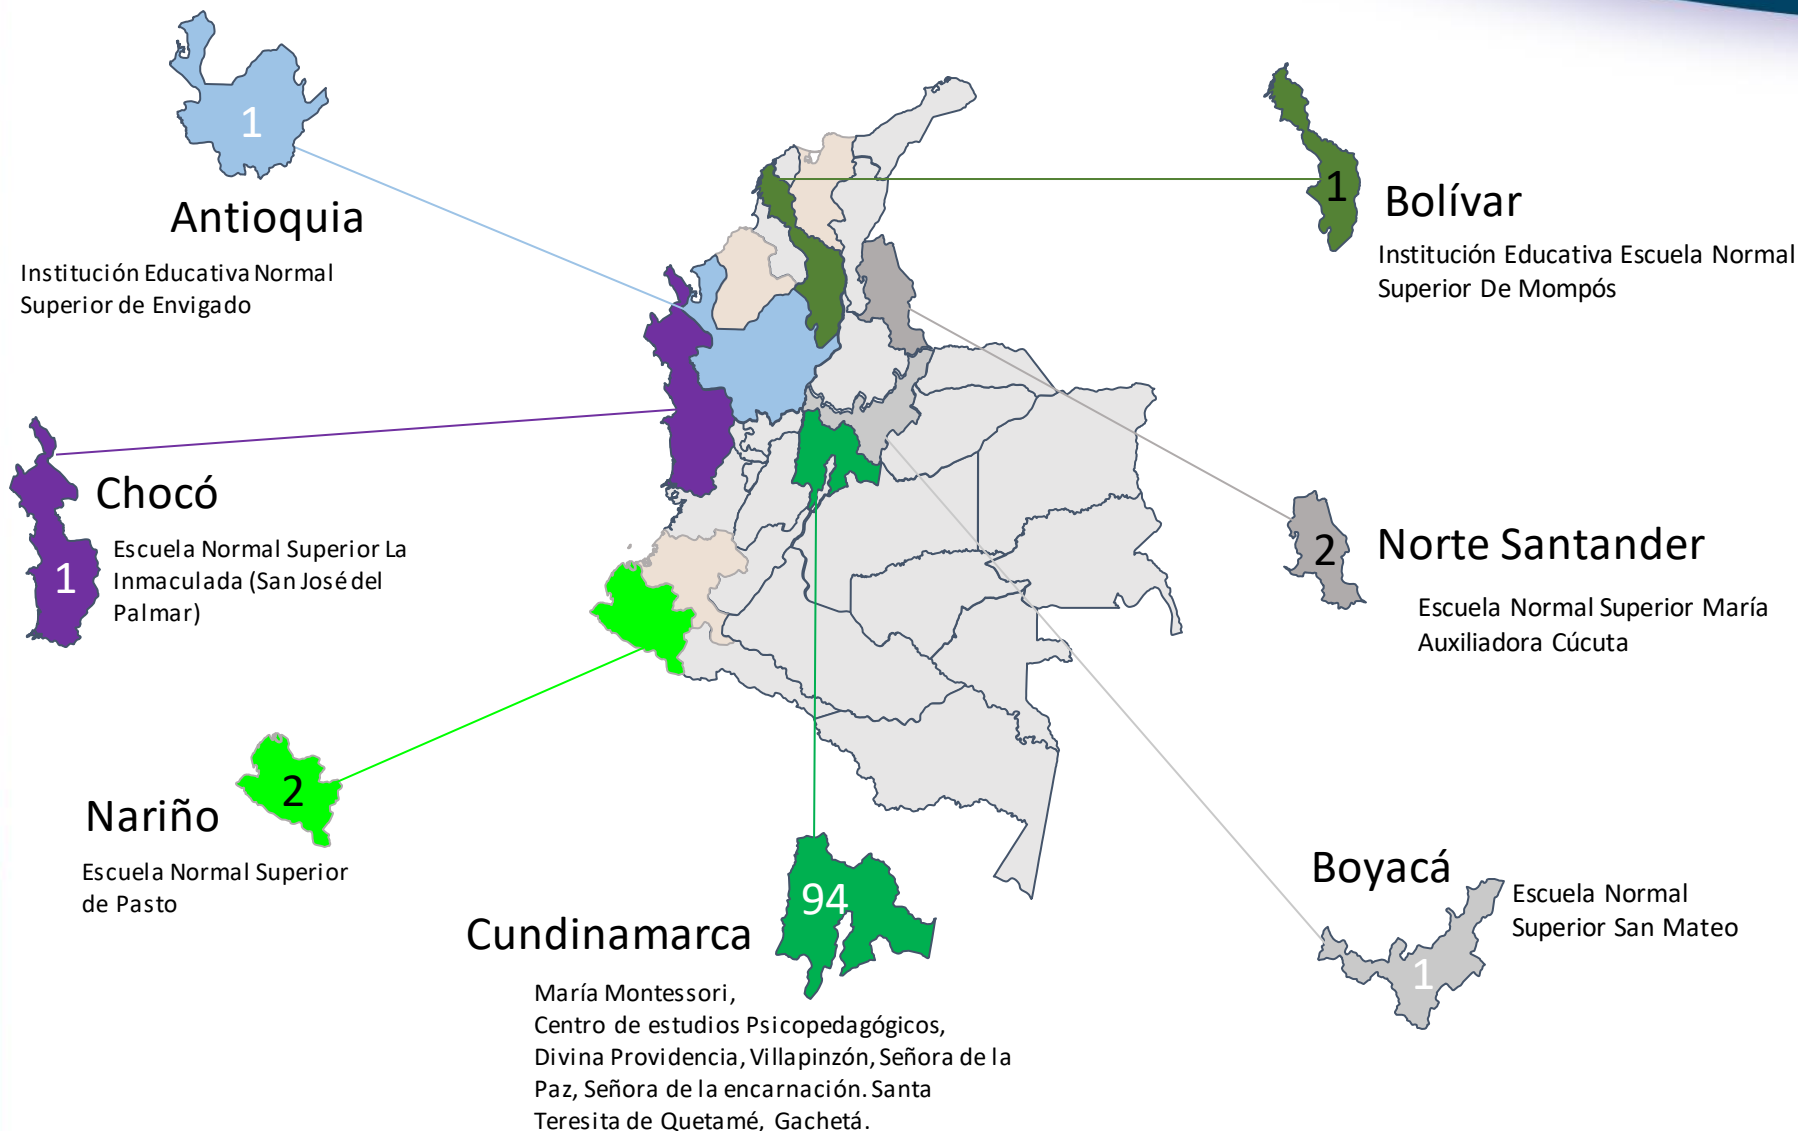 1
Antioquia
Institución Educativa Normal
Superior de Envigado
1
Bolívar
Institución Educativa Escuela Normal
Superior De Mompós
Chocó
1
Escuela Normal Superior La
Inmaculada (San José del
Palmar)
2
Norte Santander
Escuela Normal Superior María
Auxiliadora Cúcuta
2
Nariño
Escuela Normal Superior
de Pasto
94
Cundinamarca
María Montessori,
Centro de estudios Psicopedagógicos,
Divina Providencia, Villapinzón, Señora de la
Paz, Señora de la encarnación. Santa
Teresita de Quetamé, Gachetá.
Boyacá
1
Escuela Normal
Superior San Mateo